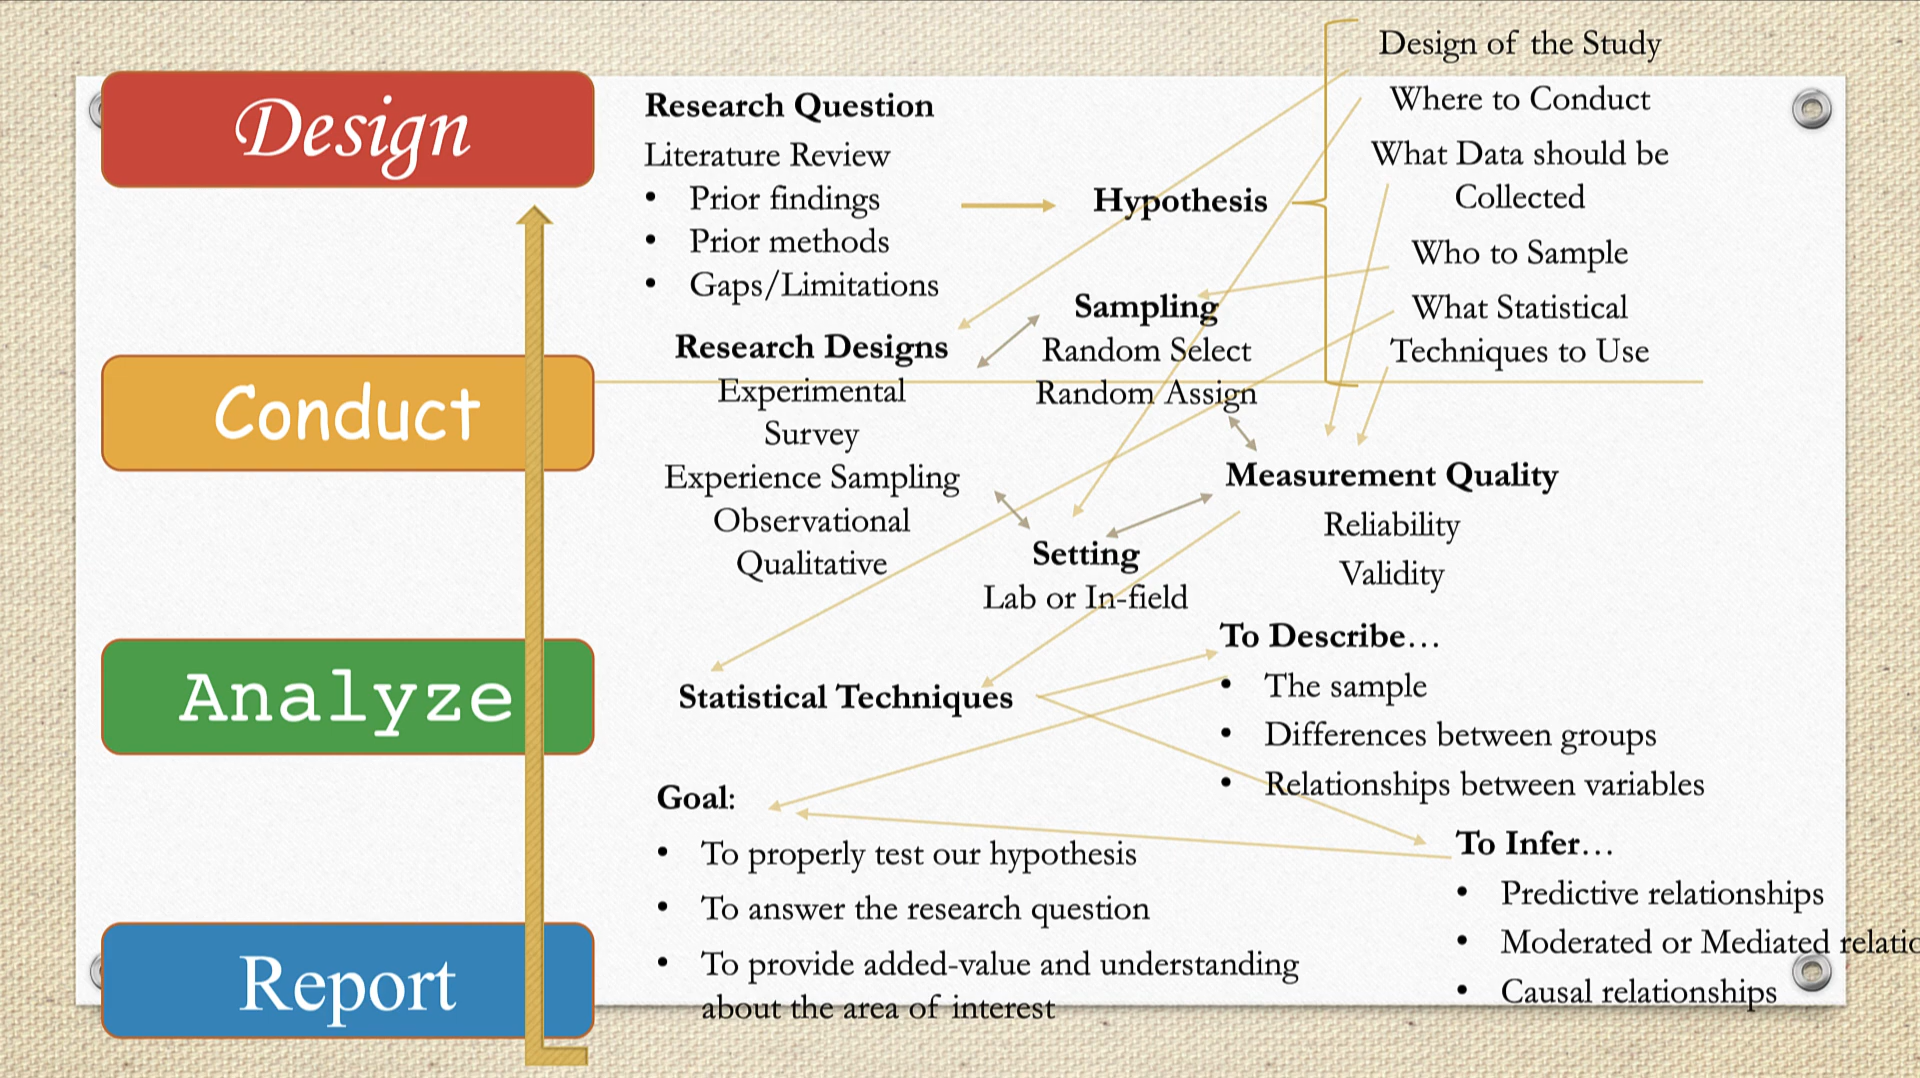 Design
Conduct
Analyze
Report
Research Question
Literature Review
• Prior findings
• Prior methods
• Gaps/Limitations
Hypothesis
Design of the Study
Where to Conduct
What Data should be
Collected
Who to Sample
What Statistical
Techniques to Use
Research Designs
Experimental
Survey
Experience Sampling
Observational
Qualitative
Sampling
Random Select
Random Assign
Measurement Quality
Reliability
Validity
Setting
Lab or In-field
Statistical Techniques
To Describe…
• The sample
• Differences between groups
• Relationships between variables
To Infer…
• Predictive relationships
• Moderated or Mediated
• Causal relationships
Goal:
• To properly test our hypothesis
• To answer the research question
• To provide added-value and understanding
about the area of interest